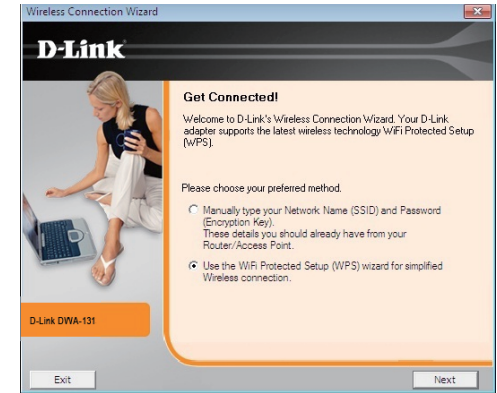 Wireless Connection Wizard
D-Link
Get Connected!
Welcome to D-Link's Wireless Connection Wizard. Your D-Link
adapter supports the latest wireless technology WiFi Protected Setup
(WPS).
Please choose your preferred method.
Manually type your Network Name (SSID) and Password
(Encryption Key).
These details you should already have from your
Router/Access Point.
Use the WiFi Protected Setup (WPS) wizard for simplified
Wireless connection.
D-Link DWA-131
Exit
Next